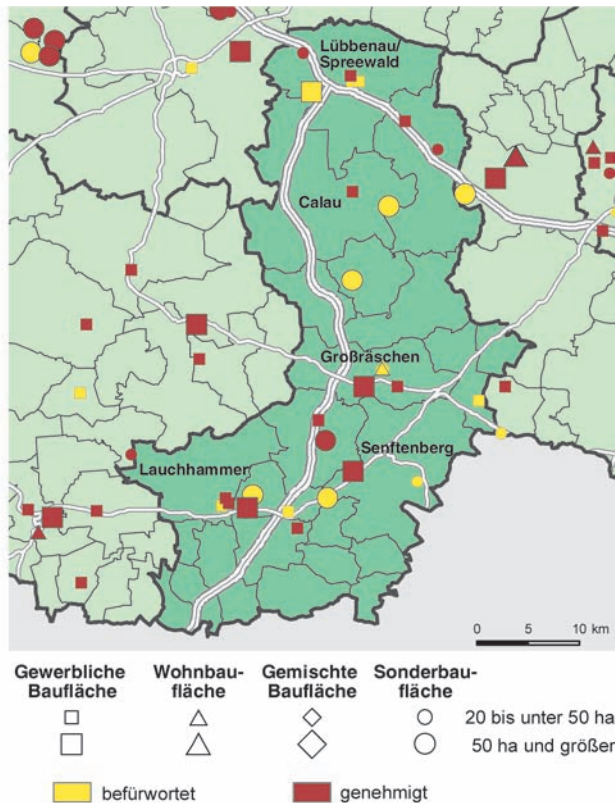 Lübbenau/
Spreewald
Calau
Großräschen
Senftenberg
Lauchhammer
0 5 10 km
Gewerbliche
Baufläche
Wohnbau-
fläche
Gemischte
Baufläche
Sonderbau-
fläche
20 bis unter 50 ha
50 ha und größer
befürwortet
genehmigt